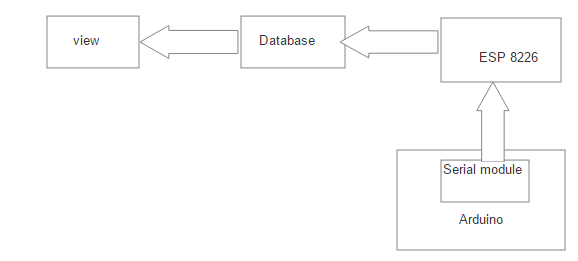 view
Database
ESP 8226
Serial module
Arduino